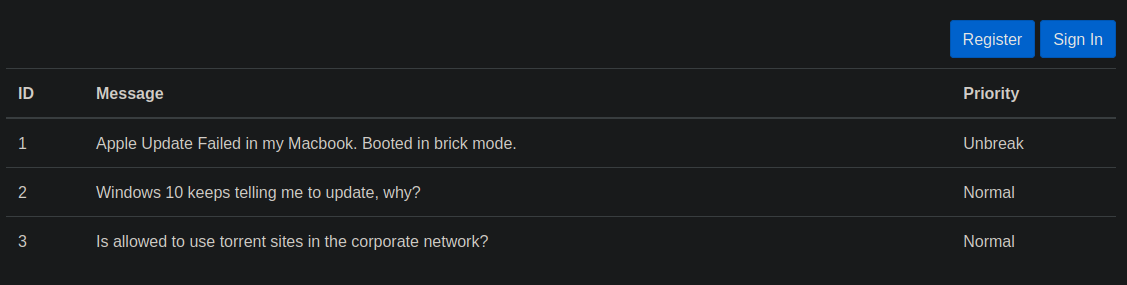 Register Sign In
ID Message Priority
1 Apple Update Failed in my Macbook. Booted in brick mode. Unbreak
2 Windows 10 keeps telling me to update, why? Normal
3 Is allowed to use torrent sites in the corporate network? Normal